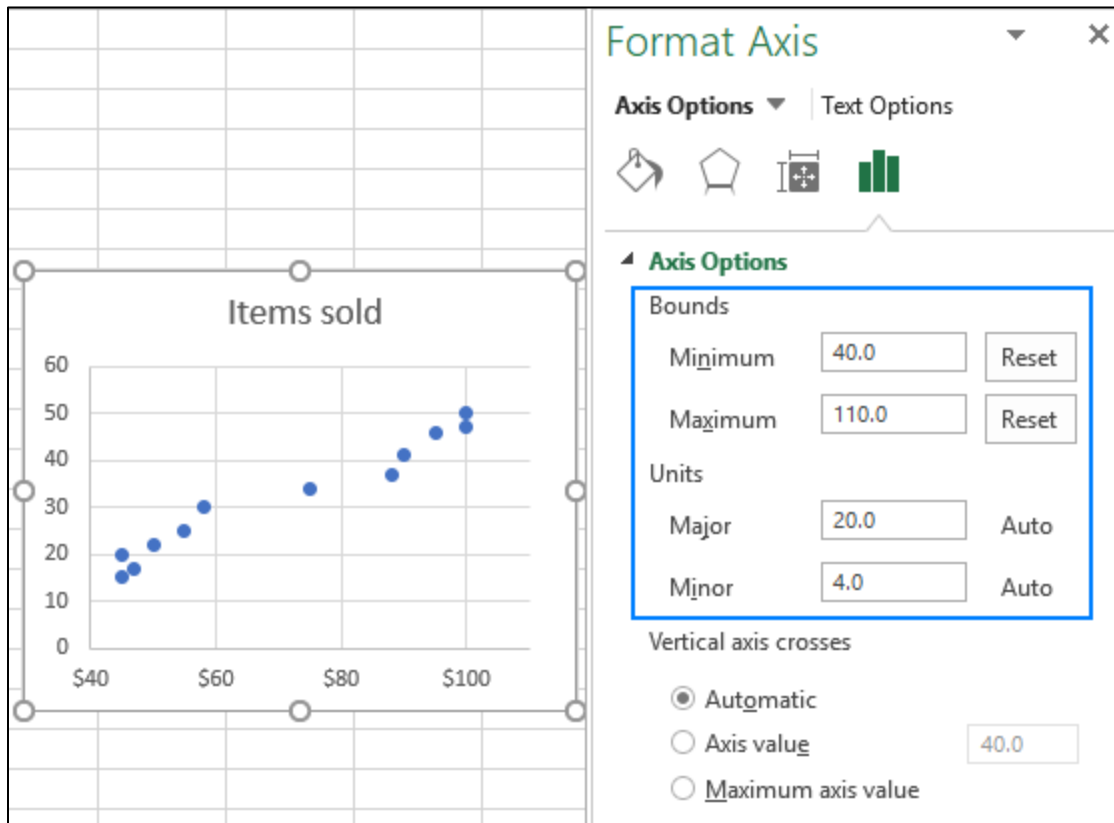 Items sold
60
50
40
30
20
10
0
$40 $60 $80 $100
Format Axis
Axis Options Text Options
Axis Options
Bounds
Minimum 40.0 Reset
Maximum 110.0 Reset
Units
Major 20.0 Auto
Minor 4.0 Auto
Vertical axis crosses
Automatic
Axis value 40.0
Maximum axis value